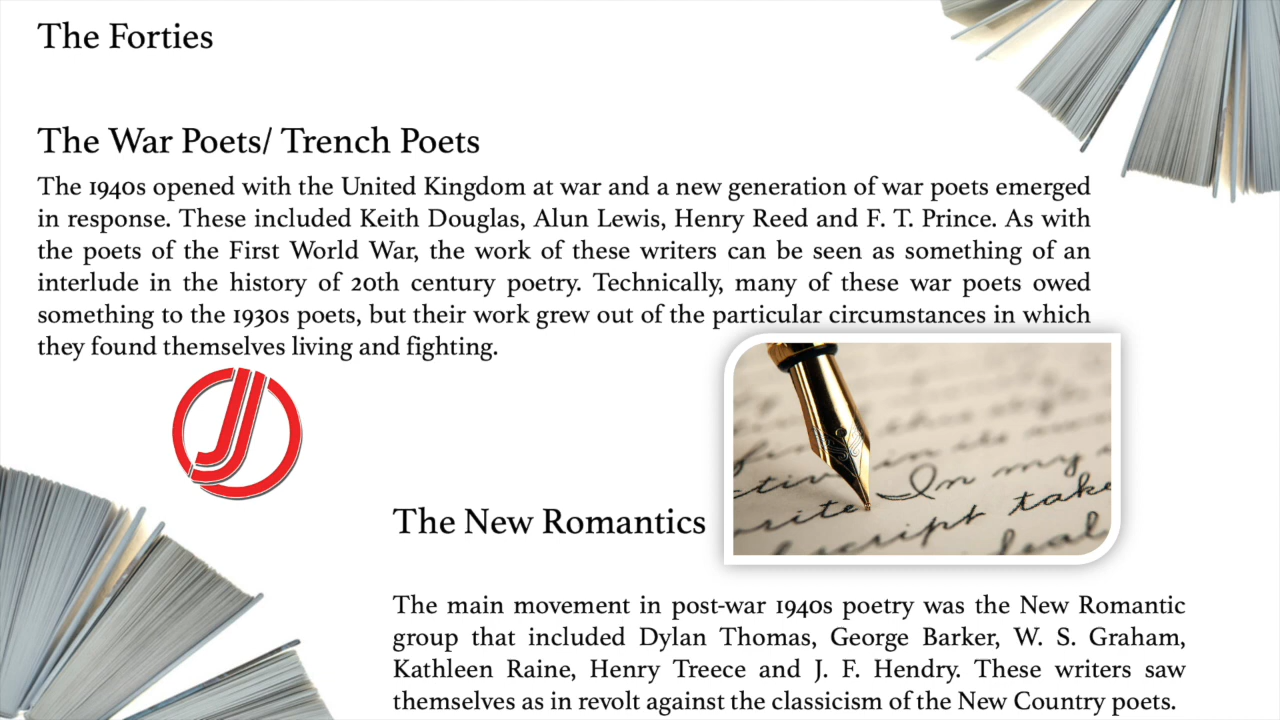 The Forties
The War Poets/ Trench Poets
The 1940s opened with the United Kingdom at war and a new generation of war poets emerged
in response. These included Keith Douglas, Alun Lewis, Henry Reed and F. T. Prince. As with
the poets of the First World War, the work of these writers can be seen as something of an
interlude in the history of 20th century poetry. Technically, many of these war poets owed
something to the 1930s poets, but their work grew out of the particular circumstances in which
they found themselves living and fighting.
JJ
In my
write
script take
The New Romantics
The main movement in post-war 1940s poetry was the New Romantic
group that included Dylan Thomas, George Barker, W. S. Graham,
Kathleen Raine, Henry Treece and J. F. Hendry. These writers saw
themselves as in revolt against the classicism of the New Country poets.